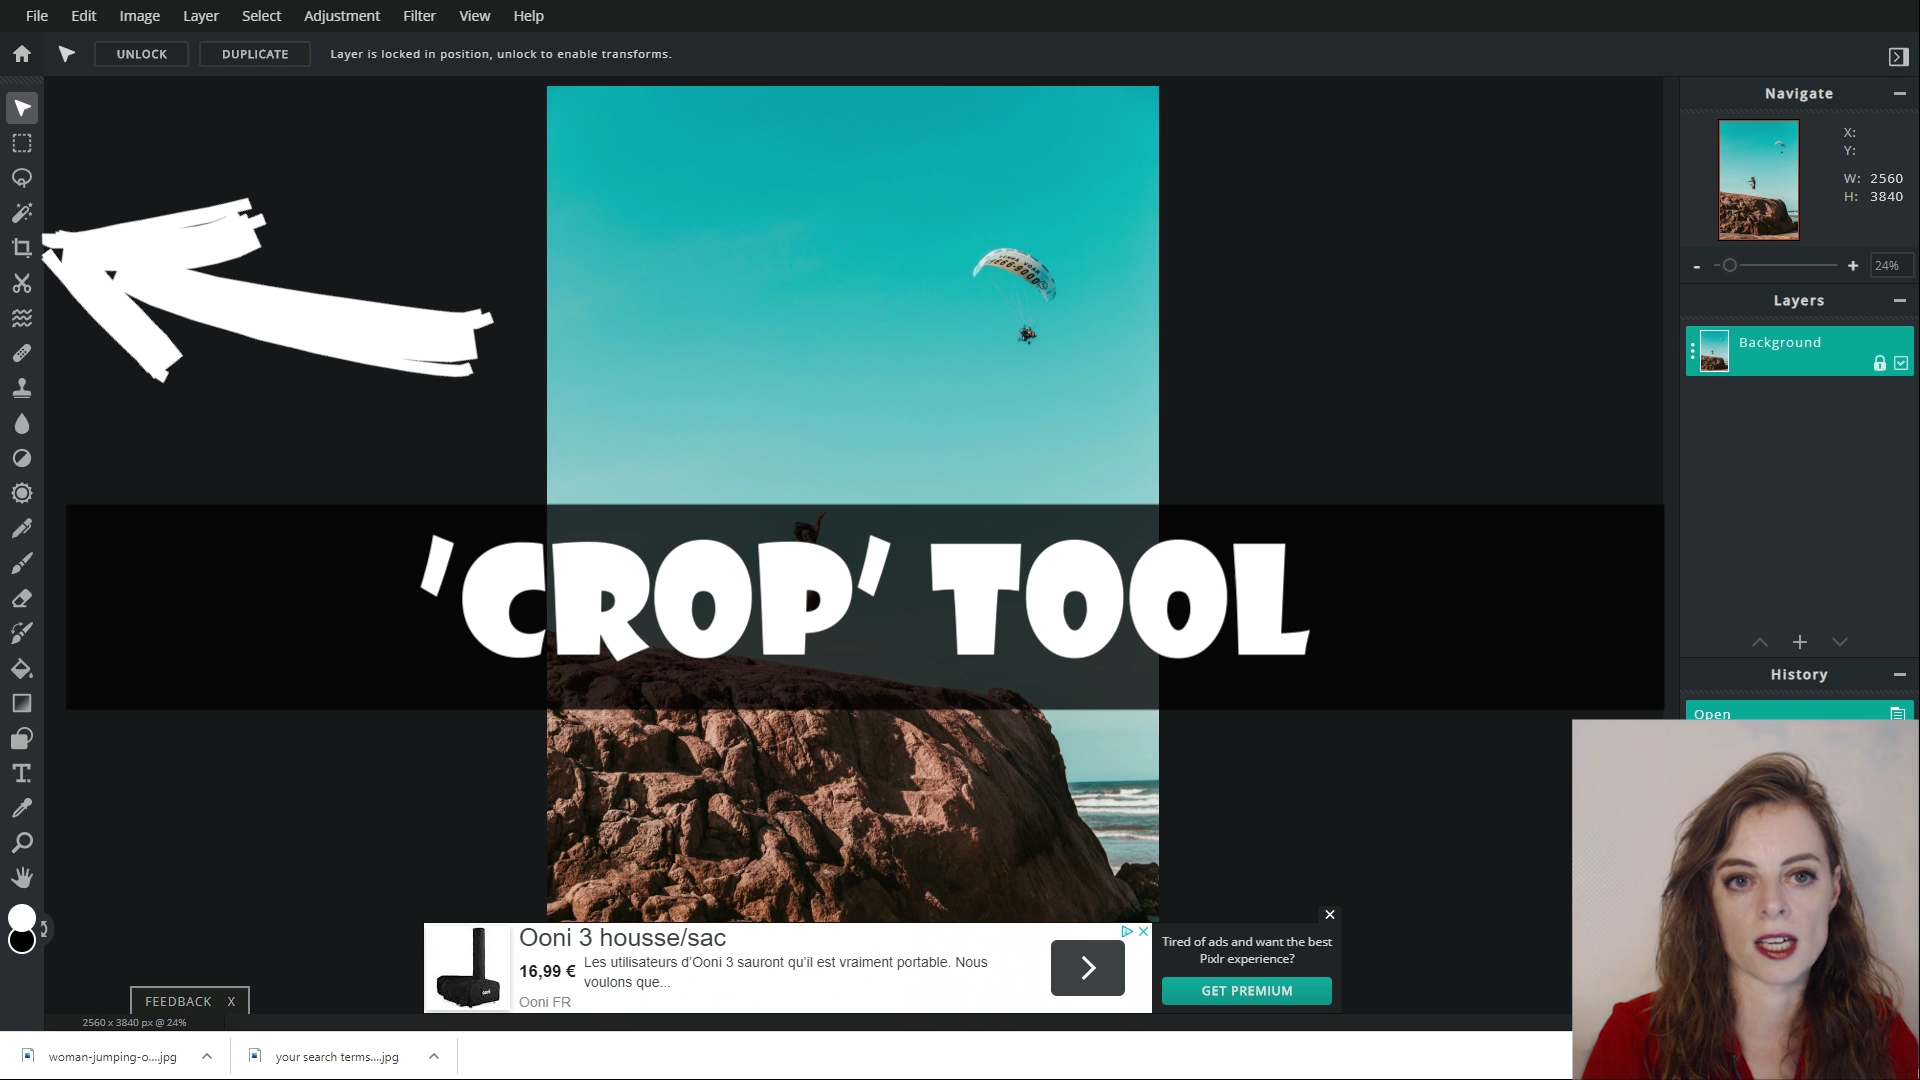 File Edit Image Layer Select Adjustment Filter View Help
UNLOCK DUPLICATE Layer is locked in position, unlock to enable transforms.
Navigate
X:
Y:
W: 2560
H: 3840
- + 24%
Layers
Background
'CROP' TOOL
History
Open
Ooni 3 housse/sac
16,99 € Les utilisateurs d'Ooni 3 sauront qu'il est vraiment portable. Nous
voulons que...
Ooni FR
Tired of ads and want the best
Pixlr experience?
GET PREMIUM
FEEDBACK X
2560 x 3840 px @ 24%
woman-jumping-o....jpg
your search terms....jpg